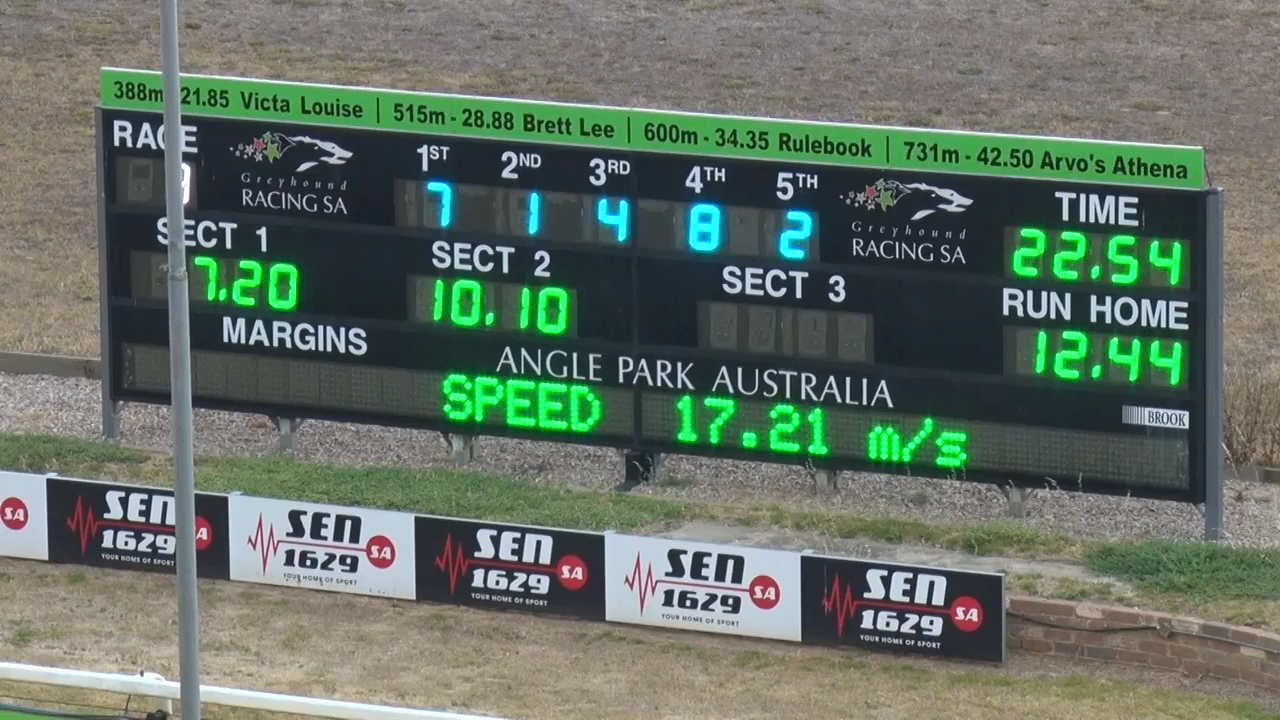 388m 21.85 Victa Louise | 515m - 28.88 Brett Lee | 600m - 34.35 Rulebook | 731m - 42.50 Arvo's Athena
RACE
Greyhound RACING SA
1ST 2ND 3RD 4TH 5TH
7 1 4 8 2
Greyhound RACING SA
TIME
22.54
SECT 1
7.20
SECT 2
10.10
SECT 3
RUN HOME
12.44
MARGINS
ANGLE PARK AUSTRALIA
SPEED 17.21 m/s
BROOK
SA
SEN
1629
YOUR HOME OF SPORT
SEN SA
1629
YOUR HOME OF SPORT
SEN SA
1629
YOUR HOME OF SPORT
SEN SA
1629
YOUR HOME OF SPORT
SEN SA
1629
YOUR HOME OF SPORT